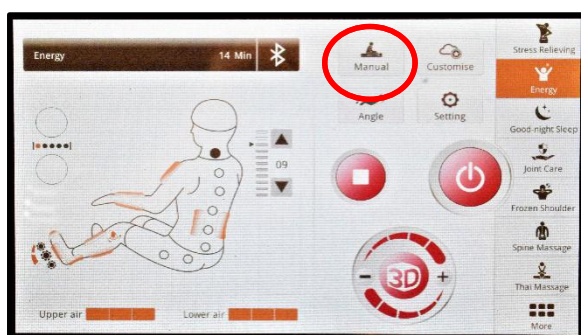 Energy 14 Min
Manual
Customise
Angle
Setting
09
3D
Upper air
Lower air
Stress Relieving
Energy
Good-night Sleep
Joint Care
Frozen Shoulder
Spine Massage
Thai Massage
More